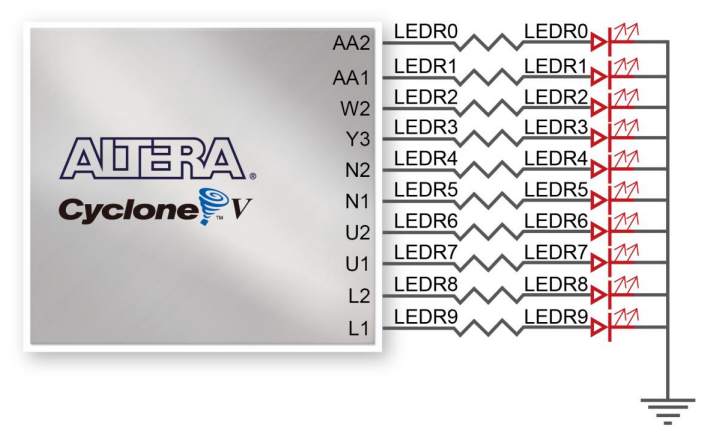 AA2 LEDR0 LEDR0
AA1 LEDR1 LEDR1
W2 LEDR2 LEDR2
Y3 LEDR3 LEDR3
N2 LEDR4 LEDR4
N1 LEDR5 LEDR5
U2 LEDR6 LEDR6
U1 LEDR7 LEDR7
L2 LEDR8 LEDR8
L1 LEDR9 LEDR9
ALTERA®
Cyclone™ V